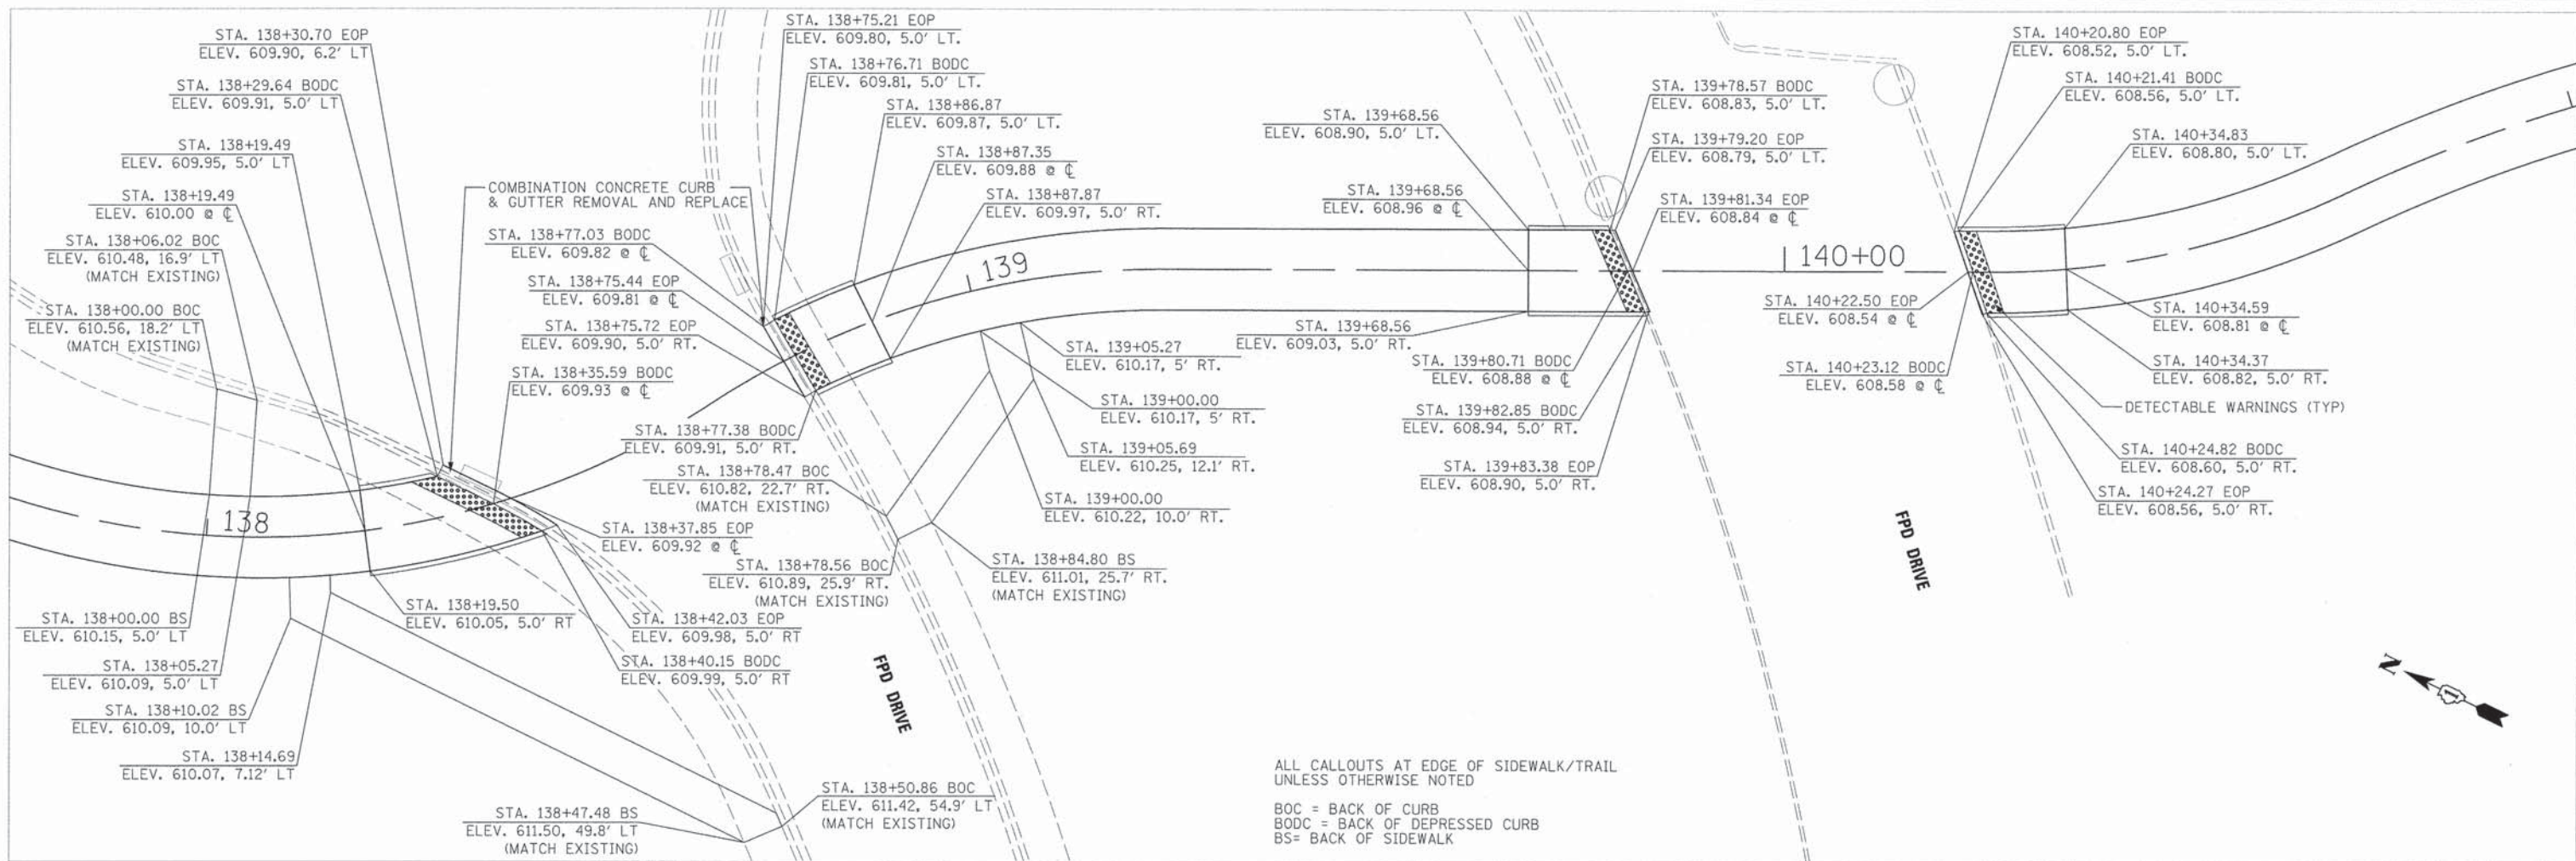 STA. 138+30.70 EOP
ELEV. 609.90, 6.2' LT
STA. 138+29.64 BODC
ELEV. 609.91, 5.0' LT
STA. 138+19.49
ELEV. 609.95, 5.0' LT
STA. 138+19.49
ELEV. 610.00 @ ℄
STA. 138+06.02 BOC
ELEV. 610.48, 16.9' LT
(MATCH EXISTING)
STA. 138+00.00 BOC
ELEV. 610.56, 18.2' LT
(MATCH EXISTING)
138
STA. 138+00.00 BS
ELEV. 610.15, 5.0' LT
STA. 138+05.27
ELEV. 610.09, 5.0' LT
STA. 138+10.02 BS
ELEV. 610.09, 10.0' LT
STA. 138+14.69
ELEV. 610.07, 7.12' LT
STA. 138+19.50
ELEV. 610.05, 5.0' RT
COMBINATION CONCRETE CURB
& GUTTER REMOVAL AND REPLACE
STA. 138+77.03 BODC
ELEV. 609.82 @ ℄
STA. 138+75.44 EOP
ELEV. 609.81 @ ℄
STA. 138+75.72 EOP
ELEV. 609.90, 5.0' RT.
STA. 138+35.59 BODC
ELEV. 609.93 @ ℄
STA. 138+77.38 BODC
ELEV. 609.91, 5.0' RT.
STA. 138+78.47 BOC
ELEV. 610.82, 22.7' RT.
(MATCH EXISTING)
STA. 138+37.85 EOP
ELEV. 609.92 @ ℄
STA. 138+78.56 BOC
ELEV. 610.89, 25.9' RT.
(MATCH EXISTING)
STA. 138+42.03 EOP
ELEV. 609.98, 5.0' RT
STA. 138+40.15 BODC
ELEV. 609.99, 5.0' RT
FPD DRIVE
STA. 138+47.48 BS
ELEV. 611.50, 49.8' LT
(MATCH EXISTING)
STA. 138+50.86 BOC
ELEV. 611.42, 54.9' LT
(MATCH EXISTING)
STA. 138+75.21 EOP
ELEV. 609.80, 5.0' LT.
STA. 138+76.71 BODC
ELEV. 609.81, 5.0' LT.
STA. 138+86.87
ELEV. 609.87, 5.0' LT.
STA. 138+87.35
ELEV. 609.88 @ ℄
STA. 138+87.87
ELEV. 609.97, 5.0' RT.
139
STA. 139+05.27
ELEV. 610.17, 5' RT.
STA. 139+00.00
ELEV. 610.17, 5' RT.
STA. 139+05.69
ELEV. 610.25, 12.1' RT.
STA. 139+00.00
ELEV. 610.22, 10.0' RT.
STA. 138+84.80 BS
ELEV. 611.01, 25.7' RT.
(MATCH EXISTING)
STA. 139+68.56
ELEV. 608.90, 5.0' LT.
STA. 139+68.56
ELEV. 608.96 @ ℄
STA. 139+68.56
ELEV. 609.03, 5.0' RT.
STA. 139+80.71 BODC
ELEV. 608.88 @ ℄
STA. 139+82.85 BODC
ELEV. 608.94, 5.0' RT.
STA. 139+83.38 EOP
ELEV. 608.90, 5.0' RT.
STA. 139+78.57 BODC
ELEV. 608.83, 5.0' LT.
STA. 139+79.20 EOP
ELEV. 608.79, 5.0' LT.
STA. 139+81.34 EOP
ELEV. 608.84 @ ℄
140+00
STA. 140+22.50 EOP
ELEV. 608.54 @ ℄
STA. 140+23.12 BODC
ELEV. 608.58 @ ℄
FPD DRIVE
STA. 140+20.80 EOP
ELEV. 608.52, 5.0' LT.
STA. 140+21.41 BODC
ELEV. 608.56, 5.0' LT.
STA. 140+34.83
ELEV. 608.80, 5.0' LT.
STA. 140+34.59
ELEV. 608.81 @ ℄
STA. 140+34.37
ELEV. 608.82, 5.0' RT.
DETECTABLE WARNINGS (TYP)
STA. 140+24.82 BODC
ELEV. 608.60, 5.0' RT.
STA. 140+24.27 EOP
ELEV. 608.56, 5.0' RT.
N
ALL CALLOUTS AT EDGE OF SIDEWALK/TRAIL
UNLESS OTHERWISE NOTED
BOC = BACK OF CURB
BODC = BACK OF DEPRESSED CURB
BS= BACK OF SIDEWALK